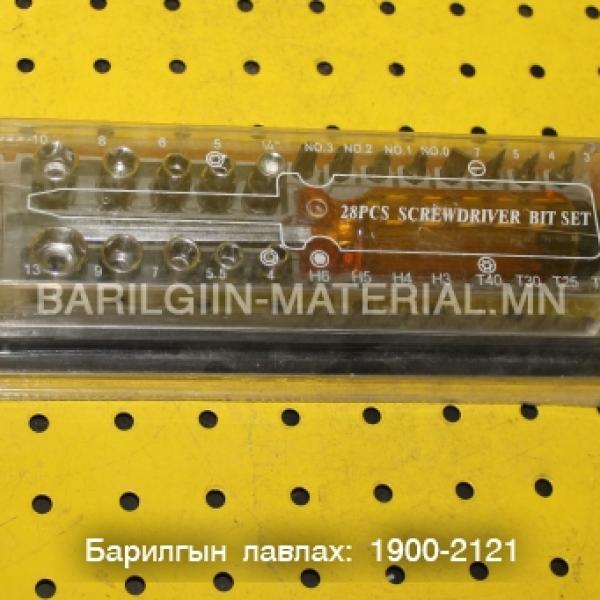 10 8 6 5 ¼" NO.3 NO.2 NO.1 NO.0 7 5 4 3
28PCS SCREWDRIVER BIT SET
13 9 7 5.5 4 H6 H5 H4 H3 T40 T30 T25
BARILGIIN-MATERIAL.MN
Барилгын лавлах: 1900-2121